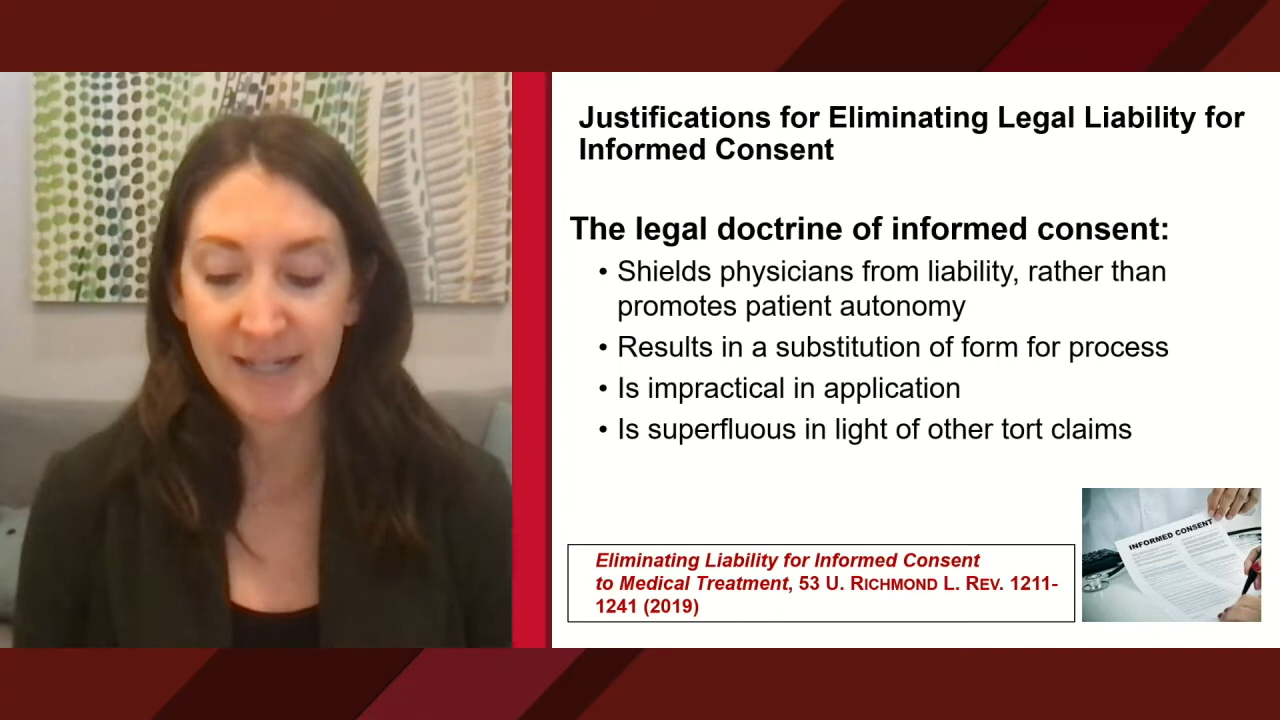 Justifications for Eliminating Legal Liability for
Informed Consent
The legal doctrine of informed consent:
• Shields physicians from liability, rather than
promotes patient autonomy
• Results in a substitution of form for process
• Is impractical in application
• Is superfluous in light of other tort claims
Eliminating Liability for Informed Consent
to Medical Treatment, 53 U. RICHMOND L. REV. 1211-
1241 (2019)
INFORMED CONSENT